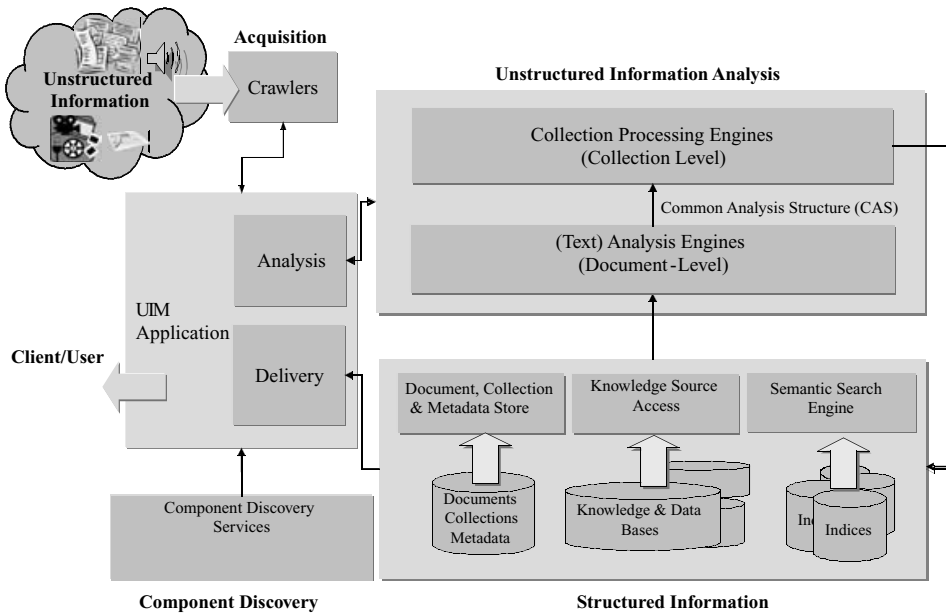 Acquisition
Unstructured
Information
Crawlers
Unstructured Information Analysis
Collection Processing Engines
(Collection Level)
Common Analysis Structure (CAS)
(Text) Analysis Engines
(Document-Level)
Analysis
UIM
Application
Delivery
Client/User
Document, Collection
& Metadata Store
Knowledge Source
Access
Semantic Search
Engine
Documents
Collections
Metadata
Knowledge & Data
Bases
Indices
Component Discovery
Services
Component Discovery
Structured Information